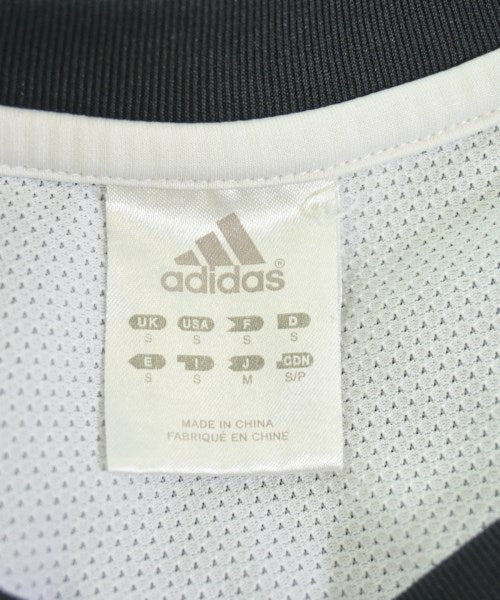 adidas®
UK USA F D
S S S S
E I J CDN
S S M S/P
MADE IN CHINA
FABRIQUÉ EN CHINE